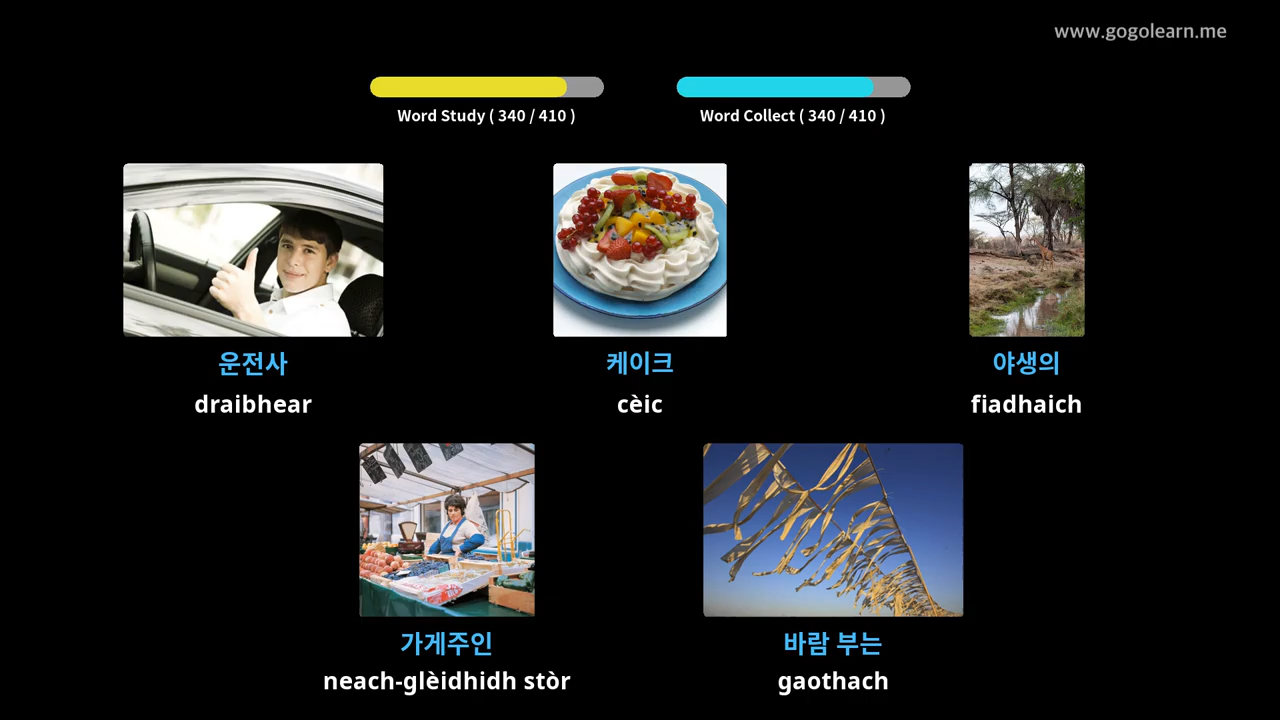 www.gogolearn.me
Word Study ( 340 / 410 )
Word Collect ( 340 / 410 )
운전사
draibhear
케이크
cèic
야생의
fiadhaich
가게주인
neach-glèidhidh stòr
바람 부는
gaothach